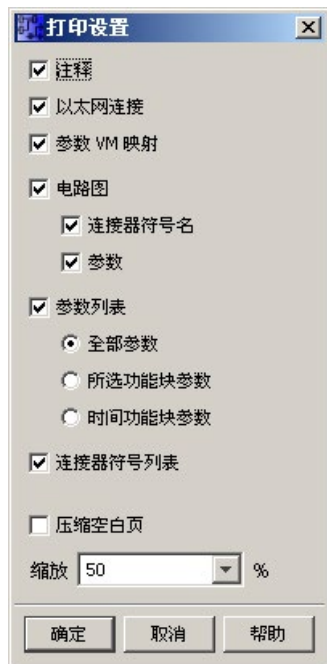 打印设置
注释
以太网连接
参数 VM 映射
电路图
连接器符号名
参数
参数列表
全部参数
所选功能块参数
时间功能块参数
连接器符号列表
压缩空白页
缩放 50 %
确定 取消 帮助